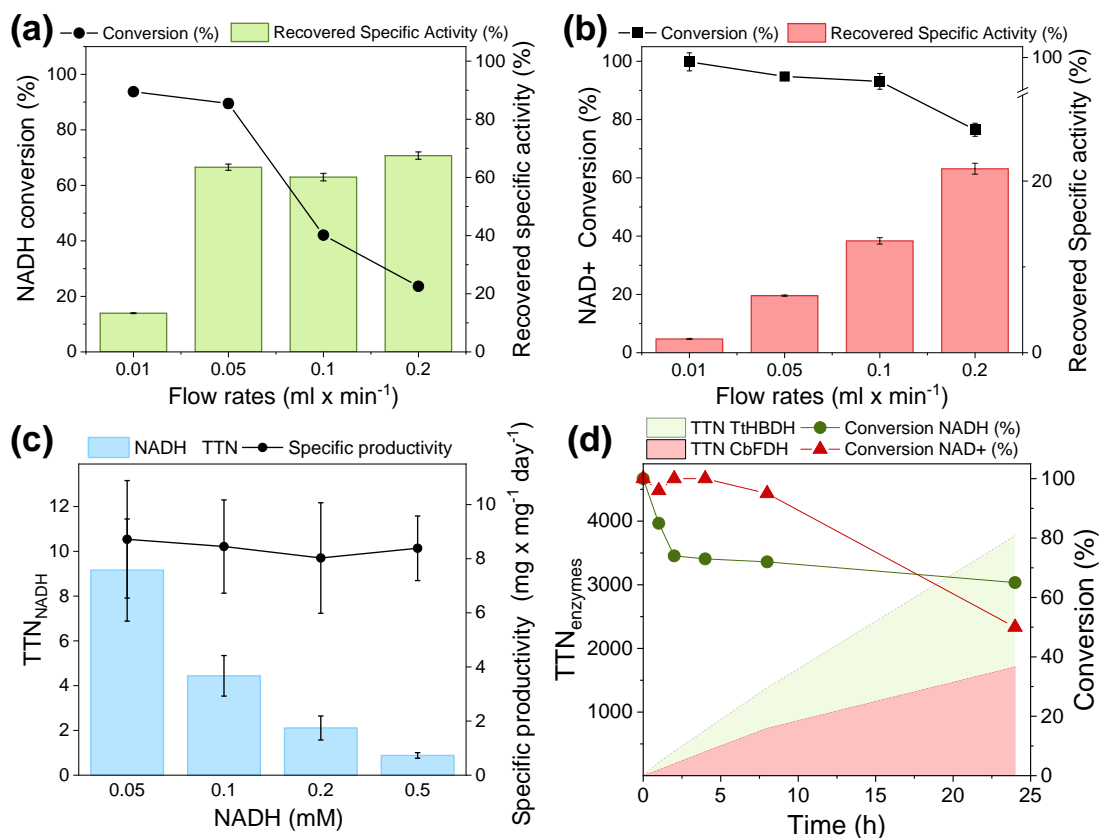 (a)
Conversion (%) Recovered Specific Activity (%)
NADH conversion (%)
100
80
60
40
20
0
100
80
60
40
20
0
Recovered specific activity (%)
0.01 0.05 0.1 0.2
Flow rates (ml x min⁻¹)
(b)
Conversion (%) Recovered Specific Activity (%)
NAD+ Conversion (%)
100
80
60
40
20
0
100
20
0
Recovered Specific activity (%)
0.01 0.05 0.1 0.2
Flow rates (ml x min⁻¹)
(c)
NADH TTN Specific productivity
TTN_NADH
12
10
8
6
4
2
0
10
8
6
4
2
0
Specific productivity (mg x mg⁻¹ day⁻¹)
0.05 0.1 0.2 0.5
NADH (mM)
(d)
TTN TtHBDH Conversion NADH (%)
TTN CbFDH Conversion NAD+ (%)
TTN_enzymes
4000
3000
2000
1000
100
80
60
40
20
0
Conversion (%)
0 5 10 15 20 25
Time (h)